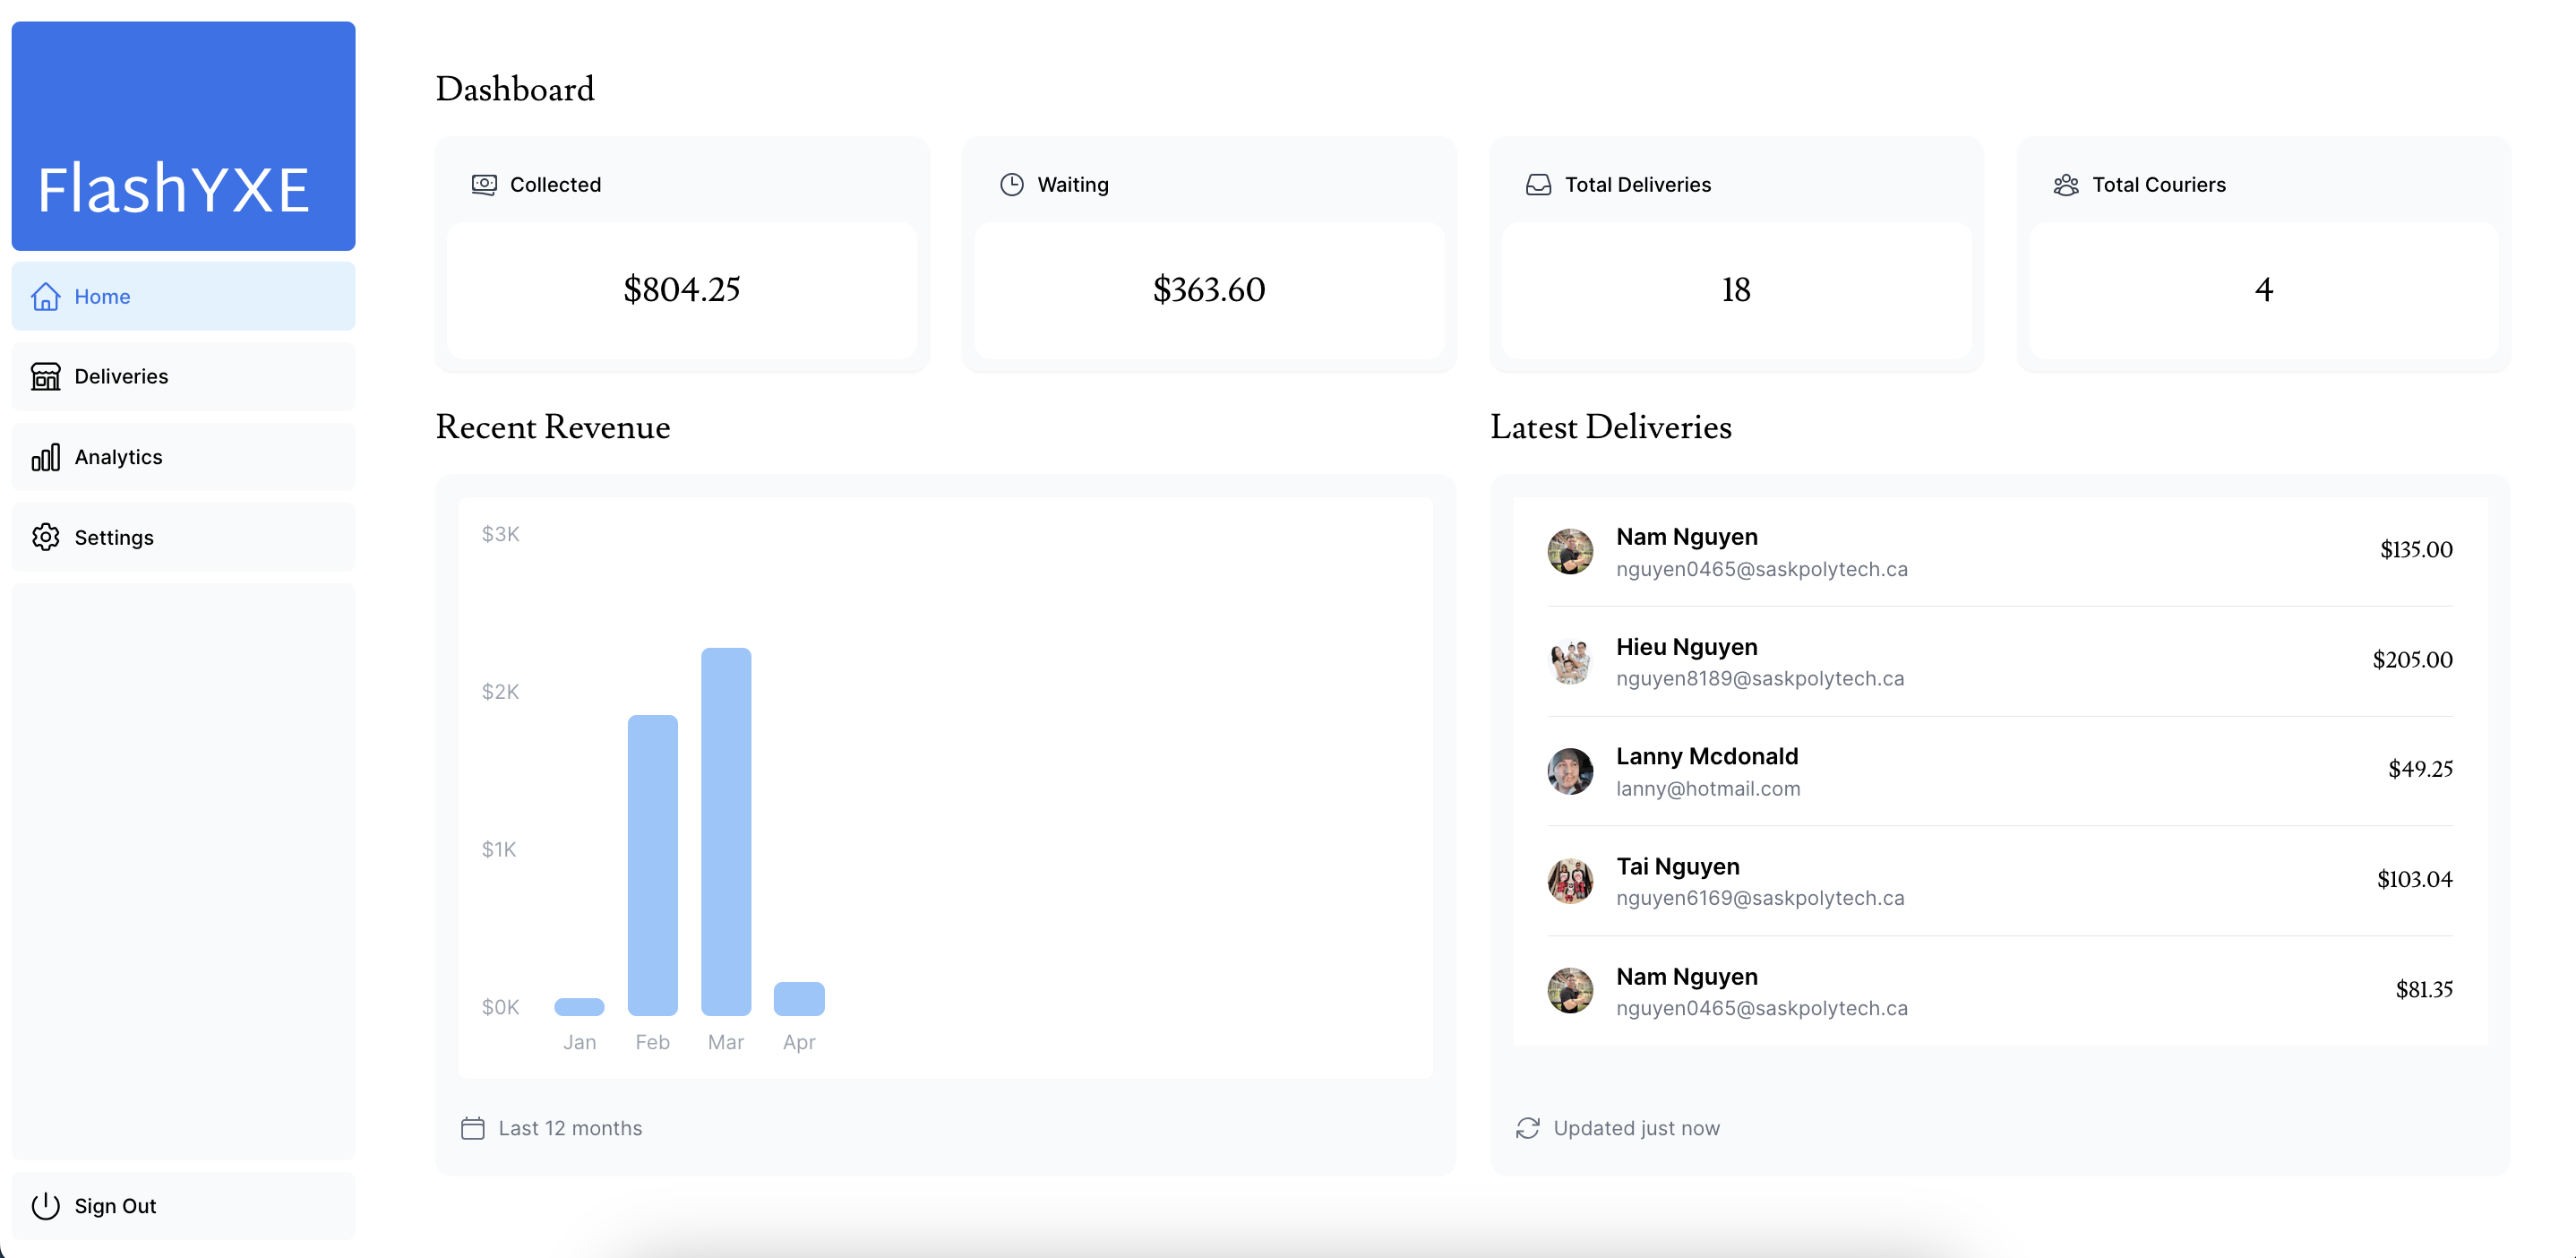 FlashYXE
Home
Deliveries
Analytics
Settings
Sign Out
Dashboard
Collected
$804.25
Waiting
$363.60
Total Deliveries
18
Total Couriers
4
Recent Revenue
$3K
$2K
$1K
$0K
Jan Feb Mar Apr
Last 12 months
Latest Deliveries
Nam Nguyen
nguyen0465@saskpolytech.ca
$135.00
Hieu Nguyen
nguyen8189@saskpolytech.ca
$205.00
Lanny Mcdonald
lanny@hotmail.com
$49.25
Tai Nguyen
nguyen6169@saskpolytech.ca
$103.04
Nam Nguyen
nguyen0465@saskpolytech.ca
$81.35
Updated just now